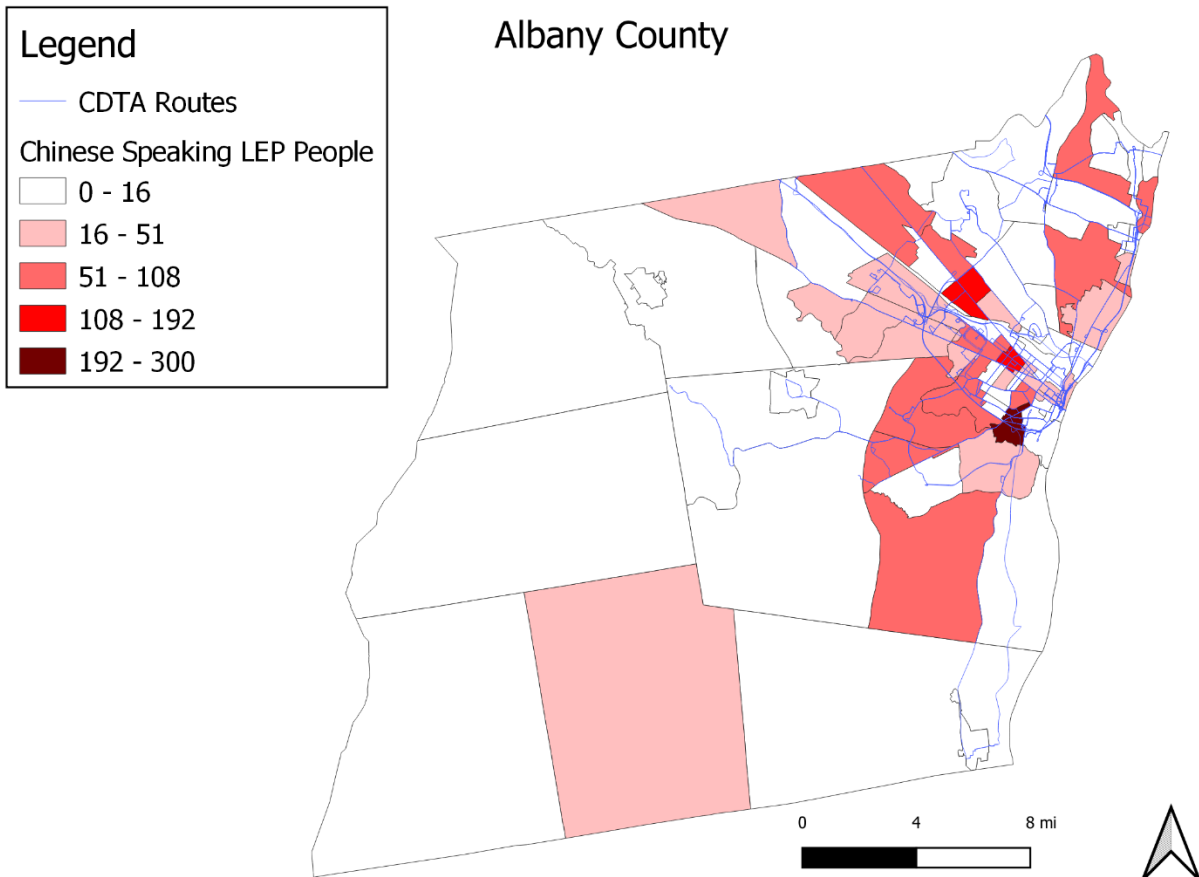 Albany County
Legend
CDTA Routes
Chinese Speaking LEP People
0 - 16
16 - 51
51 - 108
108 - 192
192 - 300
0 4 8 mi